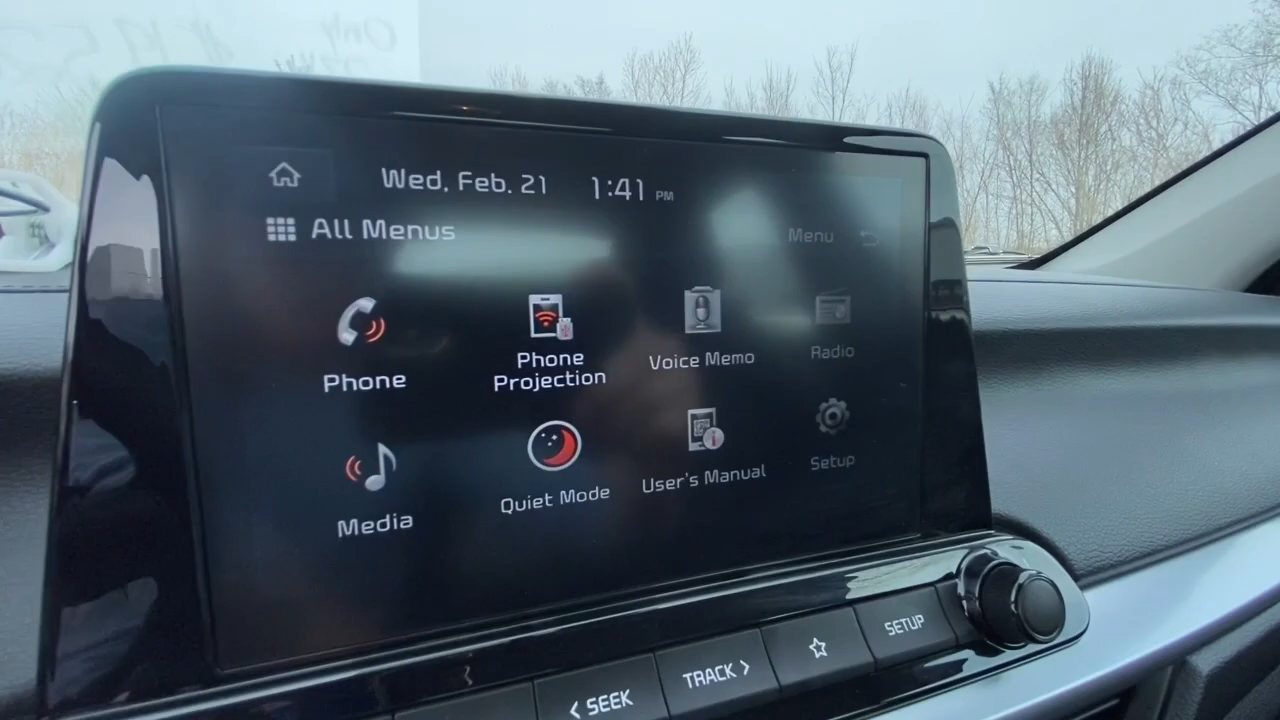 Only
Wed, Feb. 21 1:41 PM
All Menus Menu
Phone
Phone
Projection
Voice Memo
Radio
Media
Quiet Mode
User's Manual
Setup
< SEEK
TRACK >
SETUP